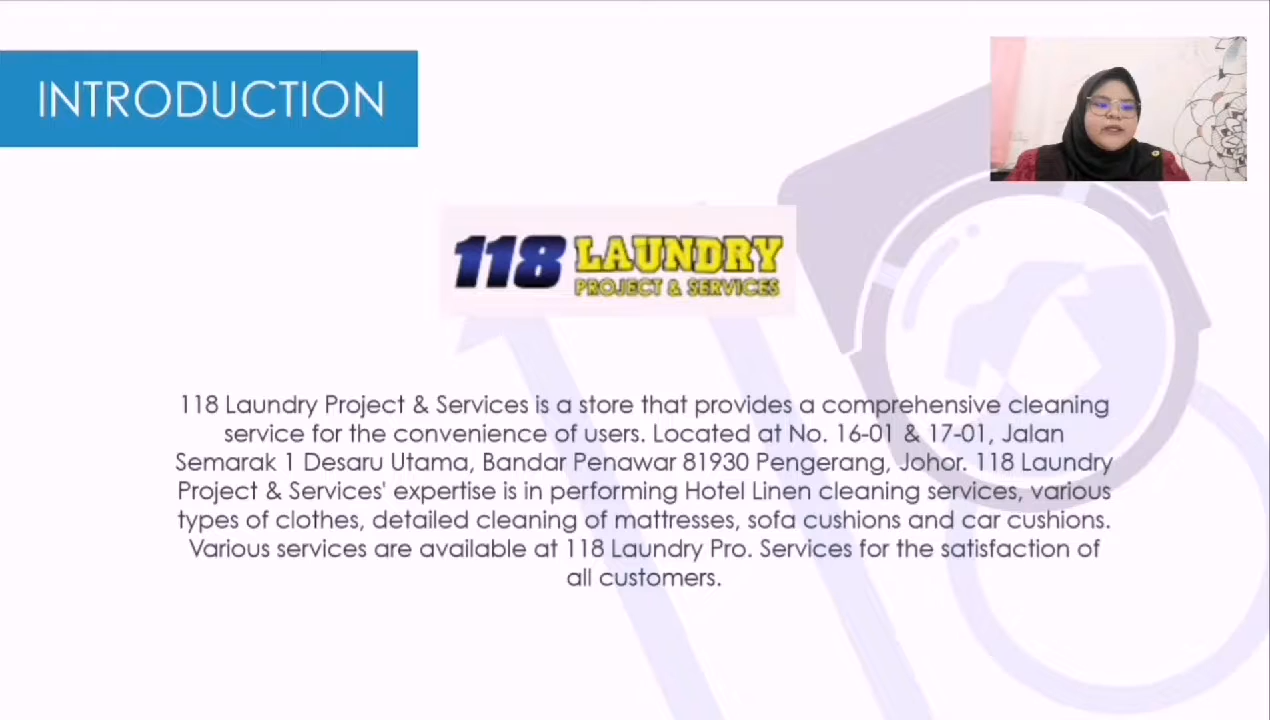 INTRODUCTION
118 LAUNDRY
PROJECT & SERVICES
118 Laundry Project & Services is a store that provides a comprehensive cleaning
service for the convenience of users. Located at No. 16-01 & 17-01, Jalan
Semarak 1 Desaru Utama, Bandar Penawar 81930 Pengerang, Johor. 118 Laundry
Project & Services' expertise is in performing Hotel Linen cleaning services, various
types of clothes, detailed cleaning of mattresses, sofa cushions and car cushions.
Various services are available at 118 Laundry Pro. Services for the satisfaction of
all customers.